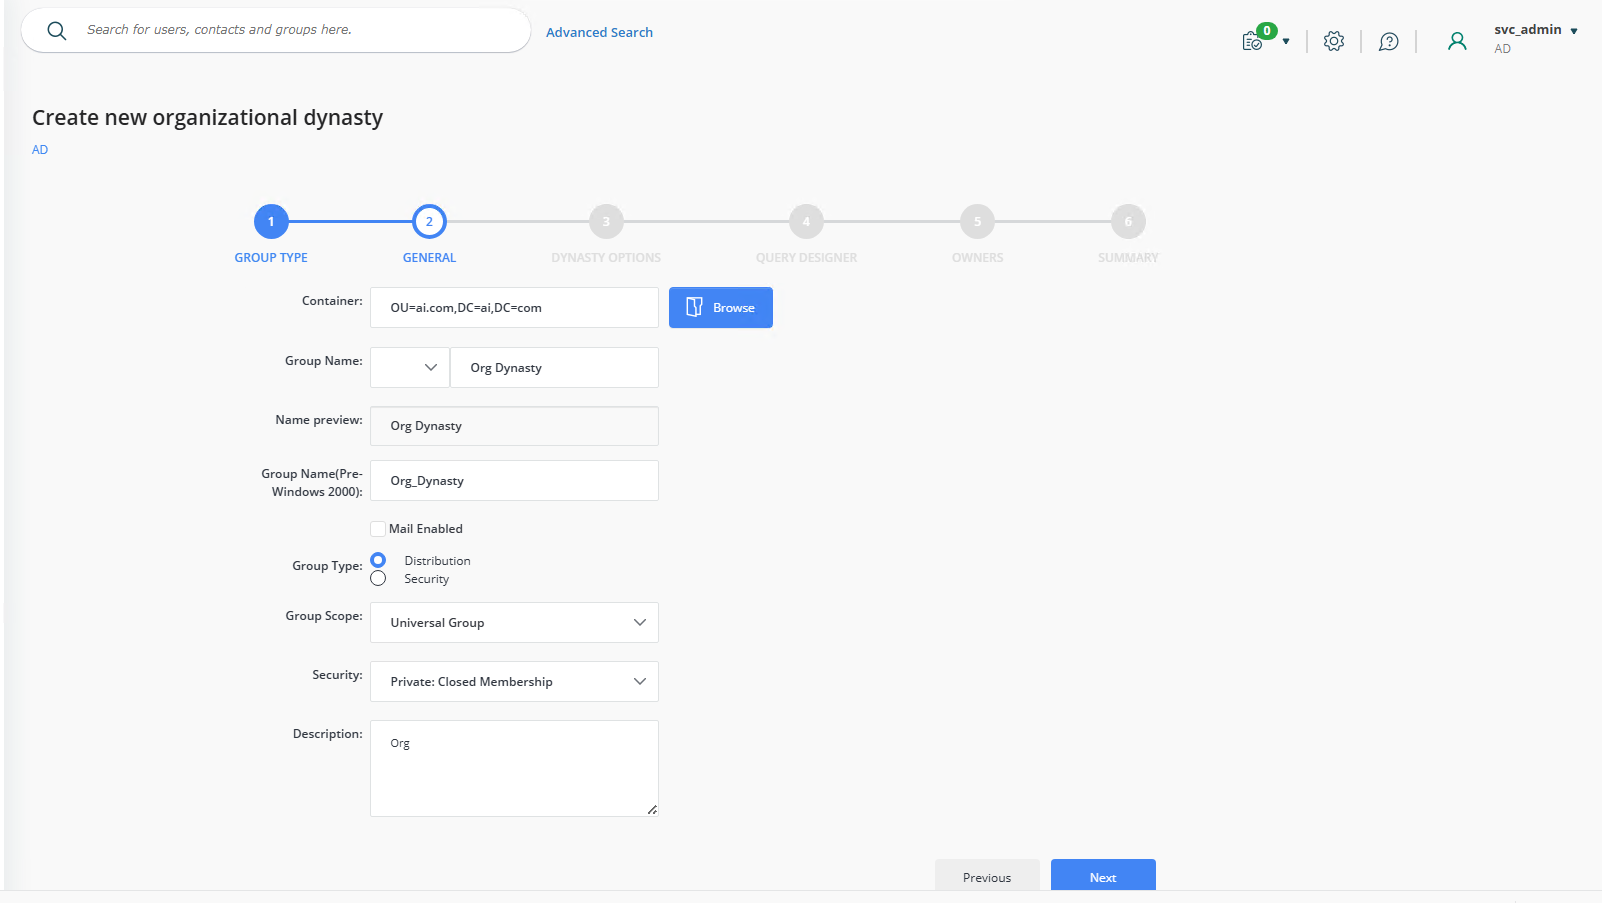 Search for users, contacts and groups here.
Advanced Search
0
svc_admin
AD
Create new organizational dynasty
AD
1 2 3 4 5 6
GROUP TYPE GENERAL DYNASTY OPTIONS QUERY DESIGNER OWNERS SUMMARY
Container: OU=ai.com,DC=ai,DC=com Browse
Group Name: Org Dynasty
Name preview: Org Dynasty
Group Name(Pre-
Windows 2000): Org_Dynasty
Mail Enabled
Group Type: Distribution
Security
Group Scope: Universal Group
Security: Private: Closed Membership
Description: Org
Previous Next